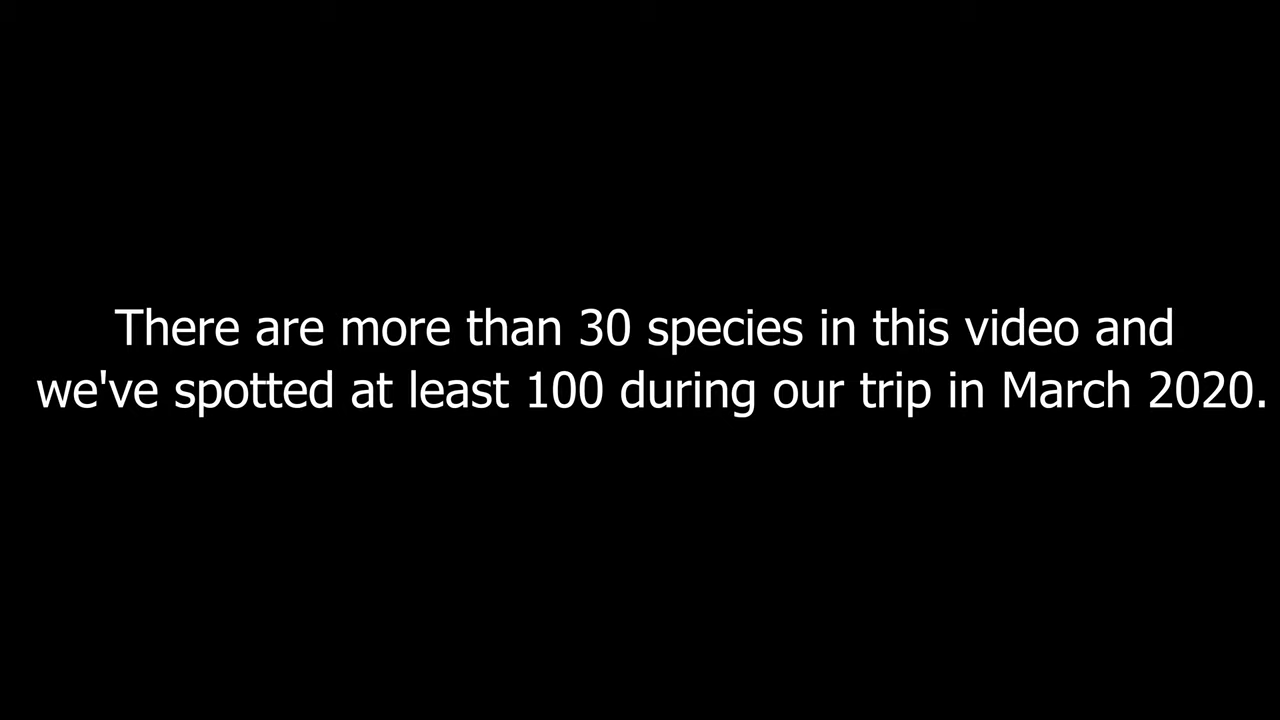 There are more than 30 species in this video and
we've spotted at least 100 during our trip in March 2020.